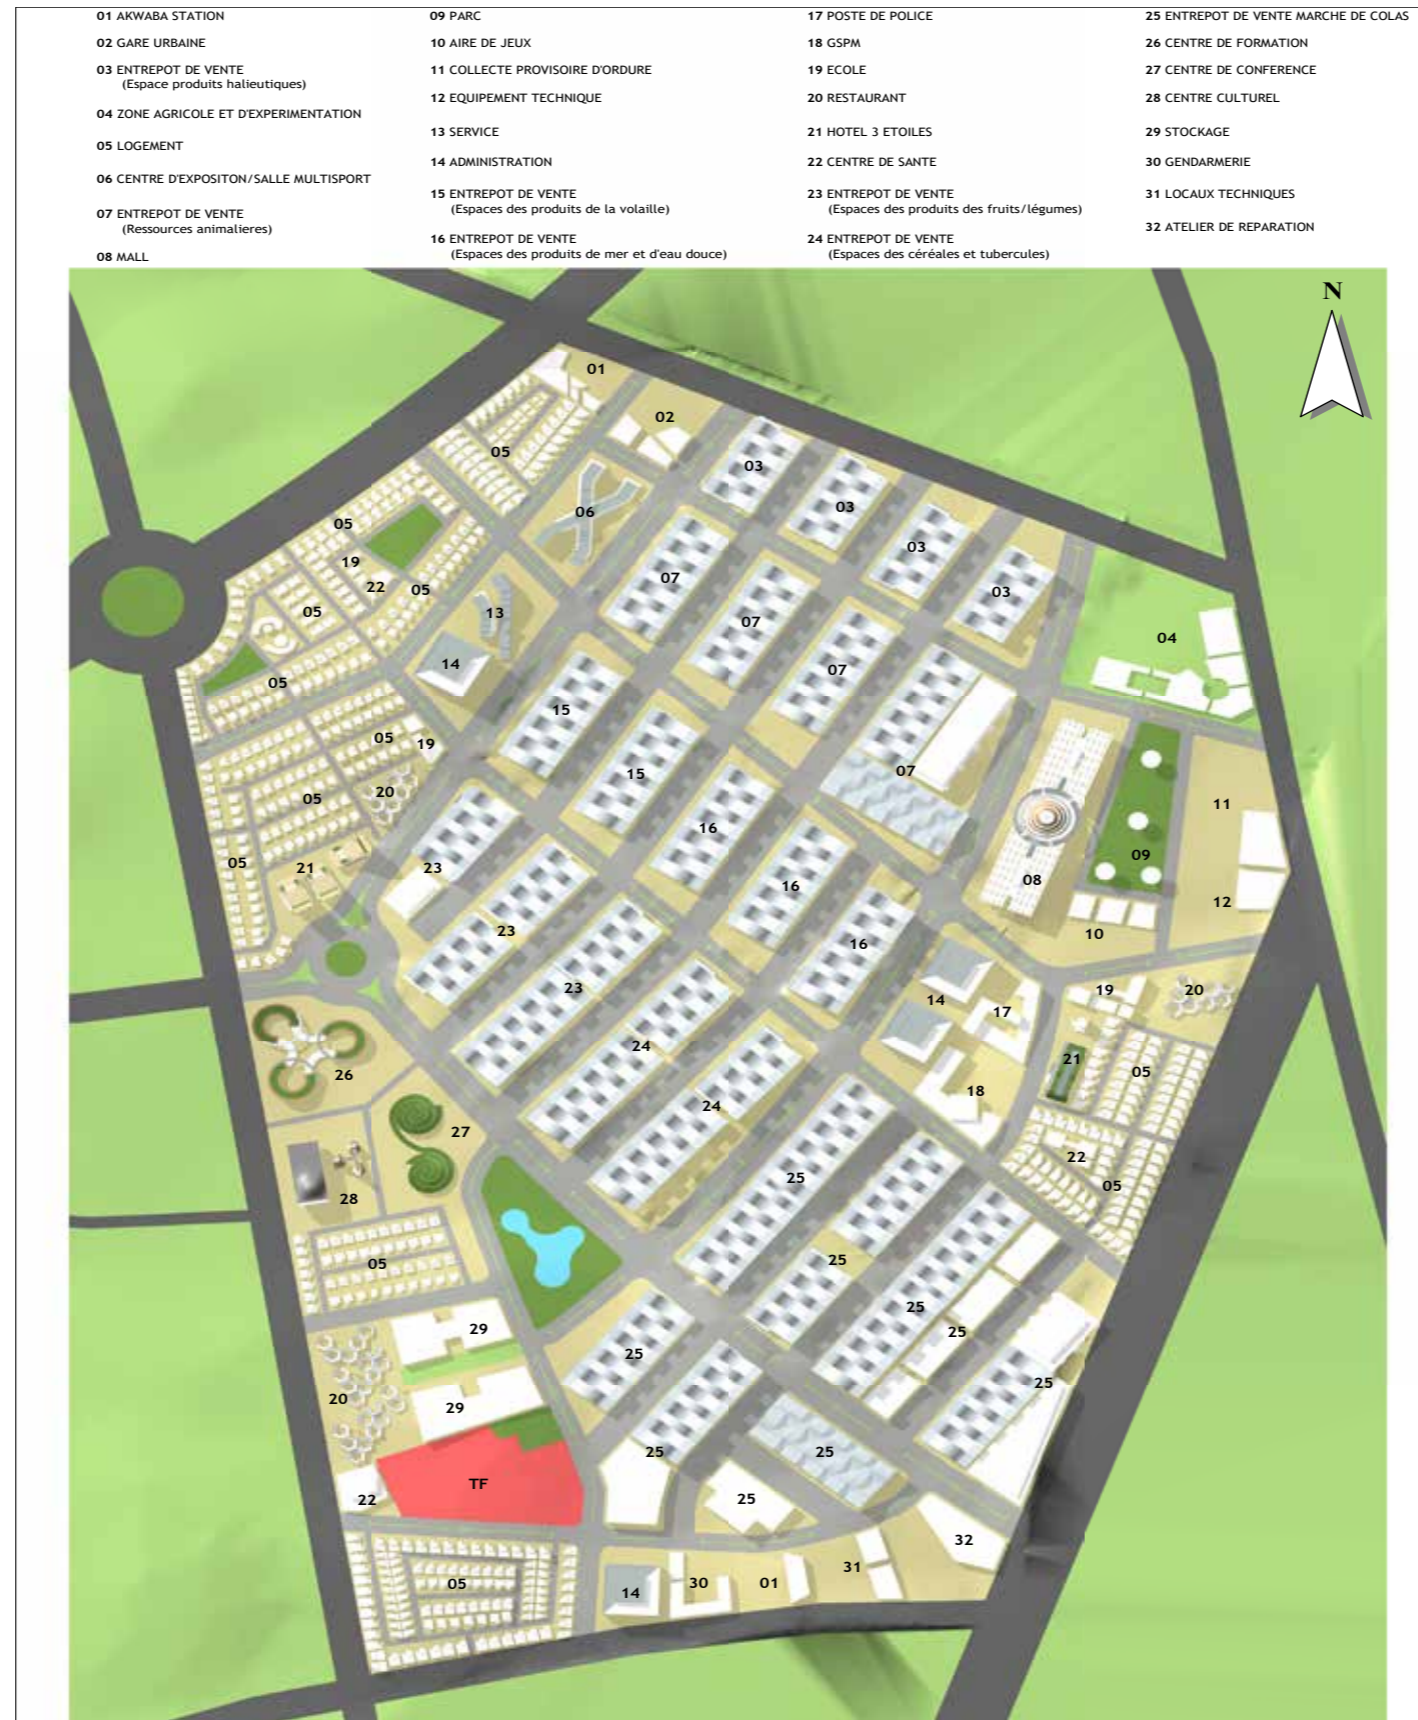 01 AKWABA STATION
02 GARE URBAINE
03 ENTREPOT DE VENTE
(Espace produits halieutiques)
04 ZONE AGRICOLE ET D'EXPERIMENTATION
05 LOGEMENT
06 CENTRE D'EXPOSITON/SALLE MULTISPORT
07 ENTREPOT DE VENTE
(Ressources animalieres)
08 MALL
09 PARC
10 AIRE DE JEUX
11 COLLECTE PROVISOIRE D'ORDURE
12 EQUIPEMENT TECHNIQUE
13 SERVICE
14 ADMINISTRATION
15 ENTREPOT DE VENTE
(Espaces des produits de la volaille)
16 ENTREPOT DE VENTE
(Espaces des produits de mer et d'eau douce)
17 POSTE DE POLICE
18 GSPM
19 ECOLE
20 RESTAURANT
21 HOTEL 3 ETOILES
22 CENTRE DE SANTE
23 ENTREPOT DE VENTE
(Espaces des produits des fruits/légumes)
24 ENTREPOT DE VENTE
(Espaces des céréales et tubercules)
25 ENTREPOT DE VENTE MARCHE DE COLAS
26 CENTRE DE FORMATION
27 CENTRE DE CONFERENCE
28 CENTRE CULTUREL
29 STOCKAGE
30 GENDARMERIE
31 LOCAUX TECHNIQUES
32 ATELIER DE REPARATION
N
01
02
05
03
03
06
05
03
19
07
22
05
03
05
13
07
04
14
07
05
15
05
19
15
07
20
05
11
16
05
21
23
09
08
16
12
23
10
16
23
19
20
14
17
24
21
05
26
18
24
27
22
25
05
28
05
25
25
29
25
25
25
20
29
25
25
TF
22
25
32
31
05
14
30
01